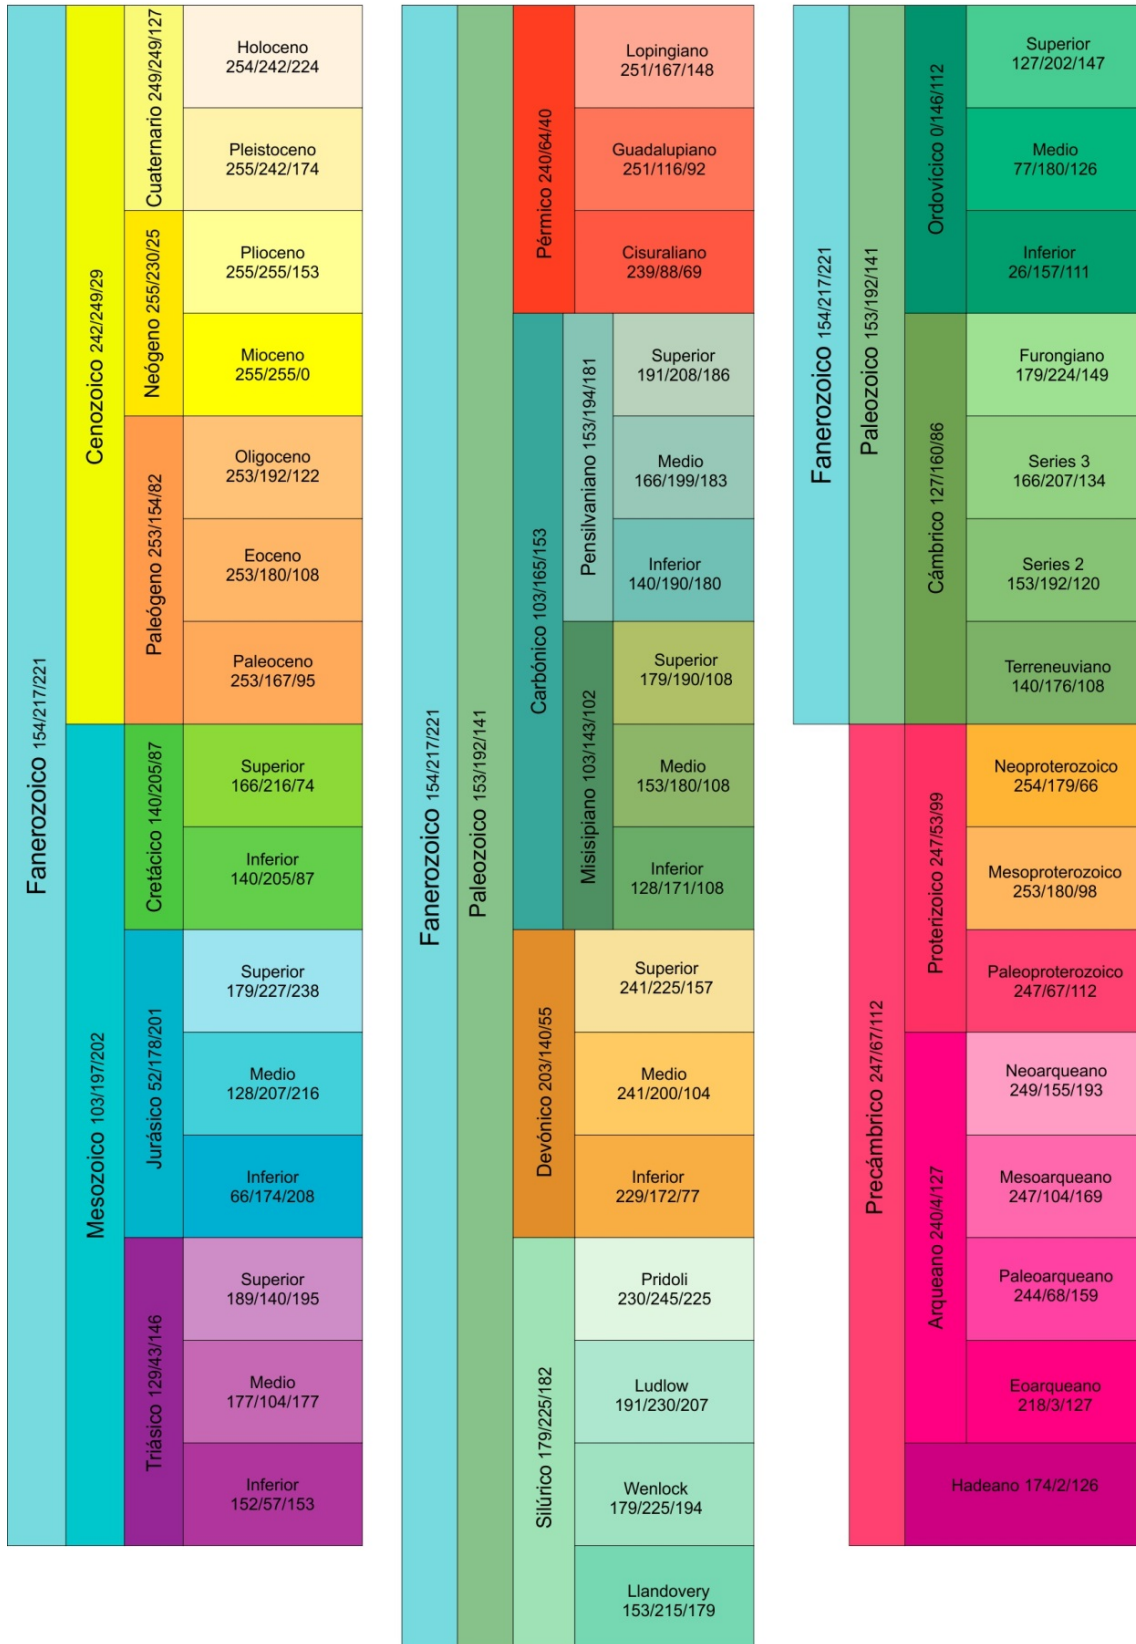 Fanerozoico 154/217/221
Cenozoico 242/249/29
Cuaternario 249/249/127
Holoceno
254/242/224
Pleistoceno
255/242/174
Neógeno 255/230/25
Plioceno
255/255/153
Mioceno
255/255/0
Paleógeno 253/154/82
Oligoceno
253/192/122
Eoceno
253/180/108
Paleoceno
253/167/95
Mesozoico 103/197/202
Cretácico 140/205/87
Superior
166/216/74
Inferior
140/205/87
Jurásico 52/178/201
Superior
179/227/238
Medio
128/207/216
Inferior
66/174/208
Triásico 129/43/146
Superior
189/140/195
Medio
177/104/177
Inferior
152/57/153
Fanerozoico 154/217/221
Paleozoico 153/192/141
Pérmico 240/64/40
Lopingiano
251/167/148
Guadalupiano
251/116/92
Cisuraliano
239/88/69
Carbónico 103/165/153
Pensilvaniano 153/194/181
Superior
191/208/186
Medio
166/199/183
Inferior
140/190/180
Misisipiano 103/143/102
Superior
179/190/108
Medio
153/180/108
Inferior
128/171/108
Devónico 203/140/55
Superior
241/225/157
Medio
241/200/104
Inferior
229/172/77
Silúrico 179/225/182
Pridoli
230/245/225
Ludlow
191/230/207
Wenlock
179/225/194
Llandovery
153/215/179
Fanerozoico 154/217/221
Paleozoico 153/192/141
Ordovícico 0/146/112
Superior
127/202/147
Medio
77/180/126
Inferior
26/157/111
Cámbrico 127/160/86
Furongiano
179/224/149
Series 3
166/207/134
Series 2
153/192/120
Terreneuviano
140/176/108
Precámbrico 247/67/112
Proterizoico 247/53/99
Neoproterozoico
254/179/66
Mesoproterozoico
253/180/98
Paleoproterozoico
247/67/112
Arqueano 240/4/127
Neoarqueano
249/155/193
Mesoarqueano
247/104/169
Paleoarqueano
244/68/159
Eoarqueano
218/3/127
Hadeano 174/2/126